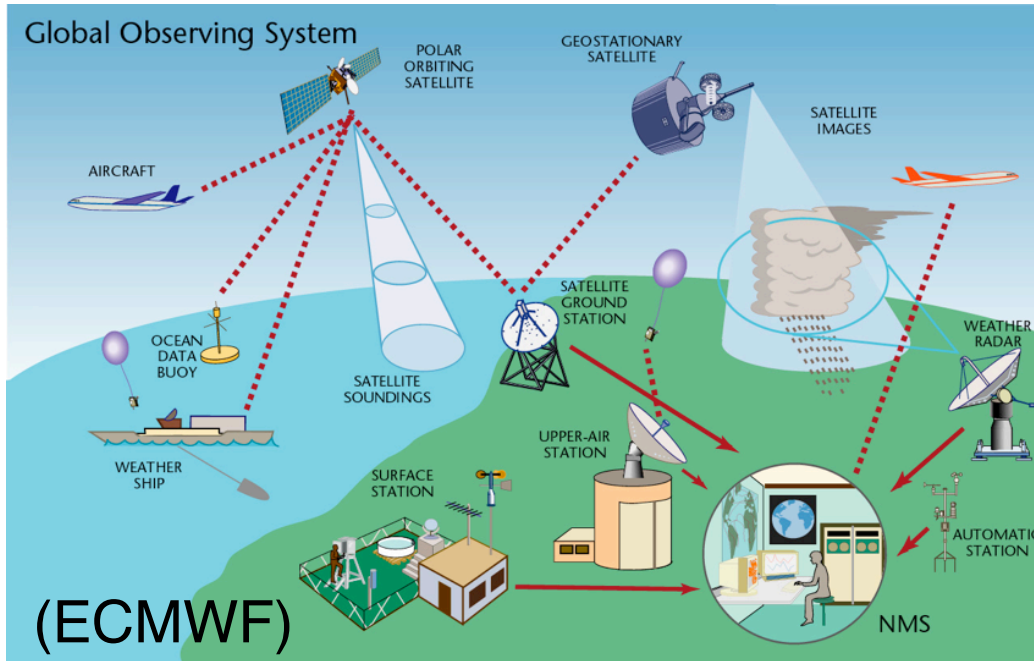 Global Observing System
POLAR
ORBITING
SATELLITE
GEOSTATIONARY
SATELLITE
SATELLITE
IMAGES
AIRCRAFT
OCEAN
DATA
BUOY
SATELLITE
SOUNDINGS
SATELLITE
GROUND
STATION
WEATHER
RADAR
WEATHER
SHIP
SURFACE
STATION
UPPER-AIR
STATION
AUTOMATIC
STATION
NMS
(ECMWF)